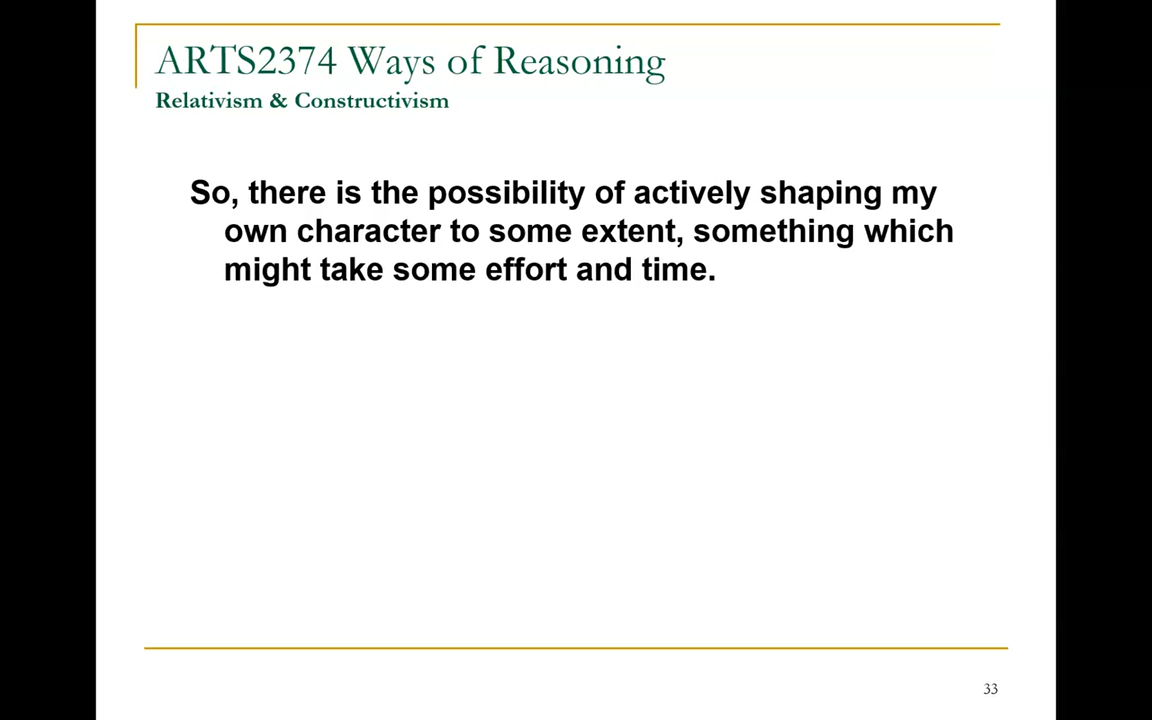 ARTS2374 Ways of Reasoning
Relativism & Constructivism
So, there is the possibility of actively shaping my
own character to some extent, something which
might take some effort and time.
33